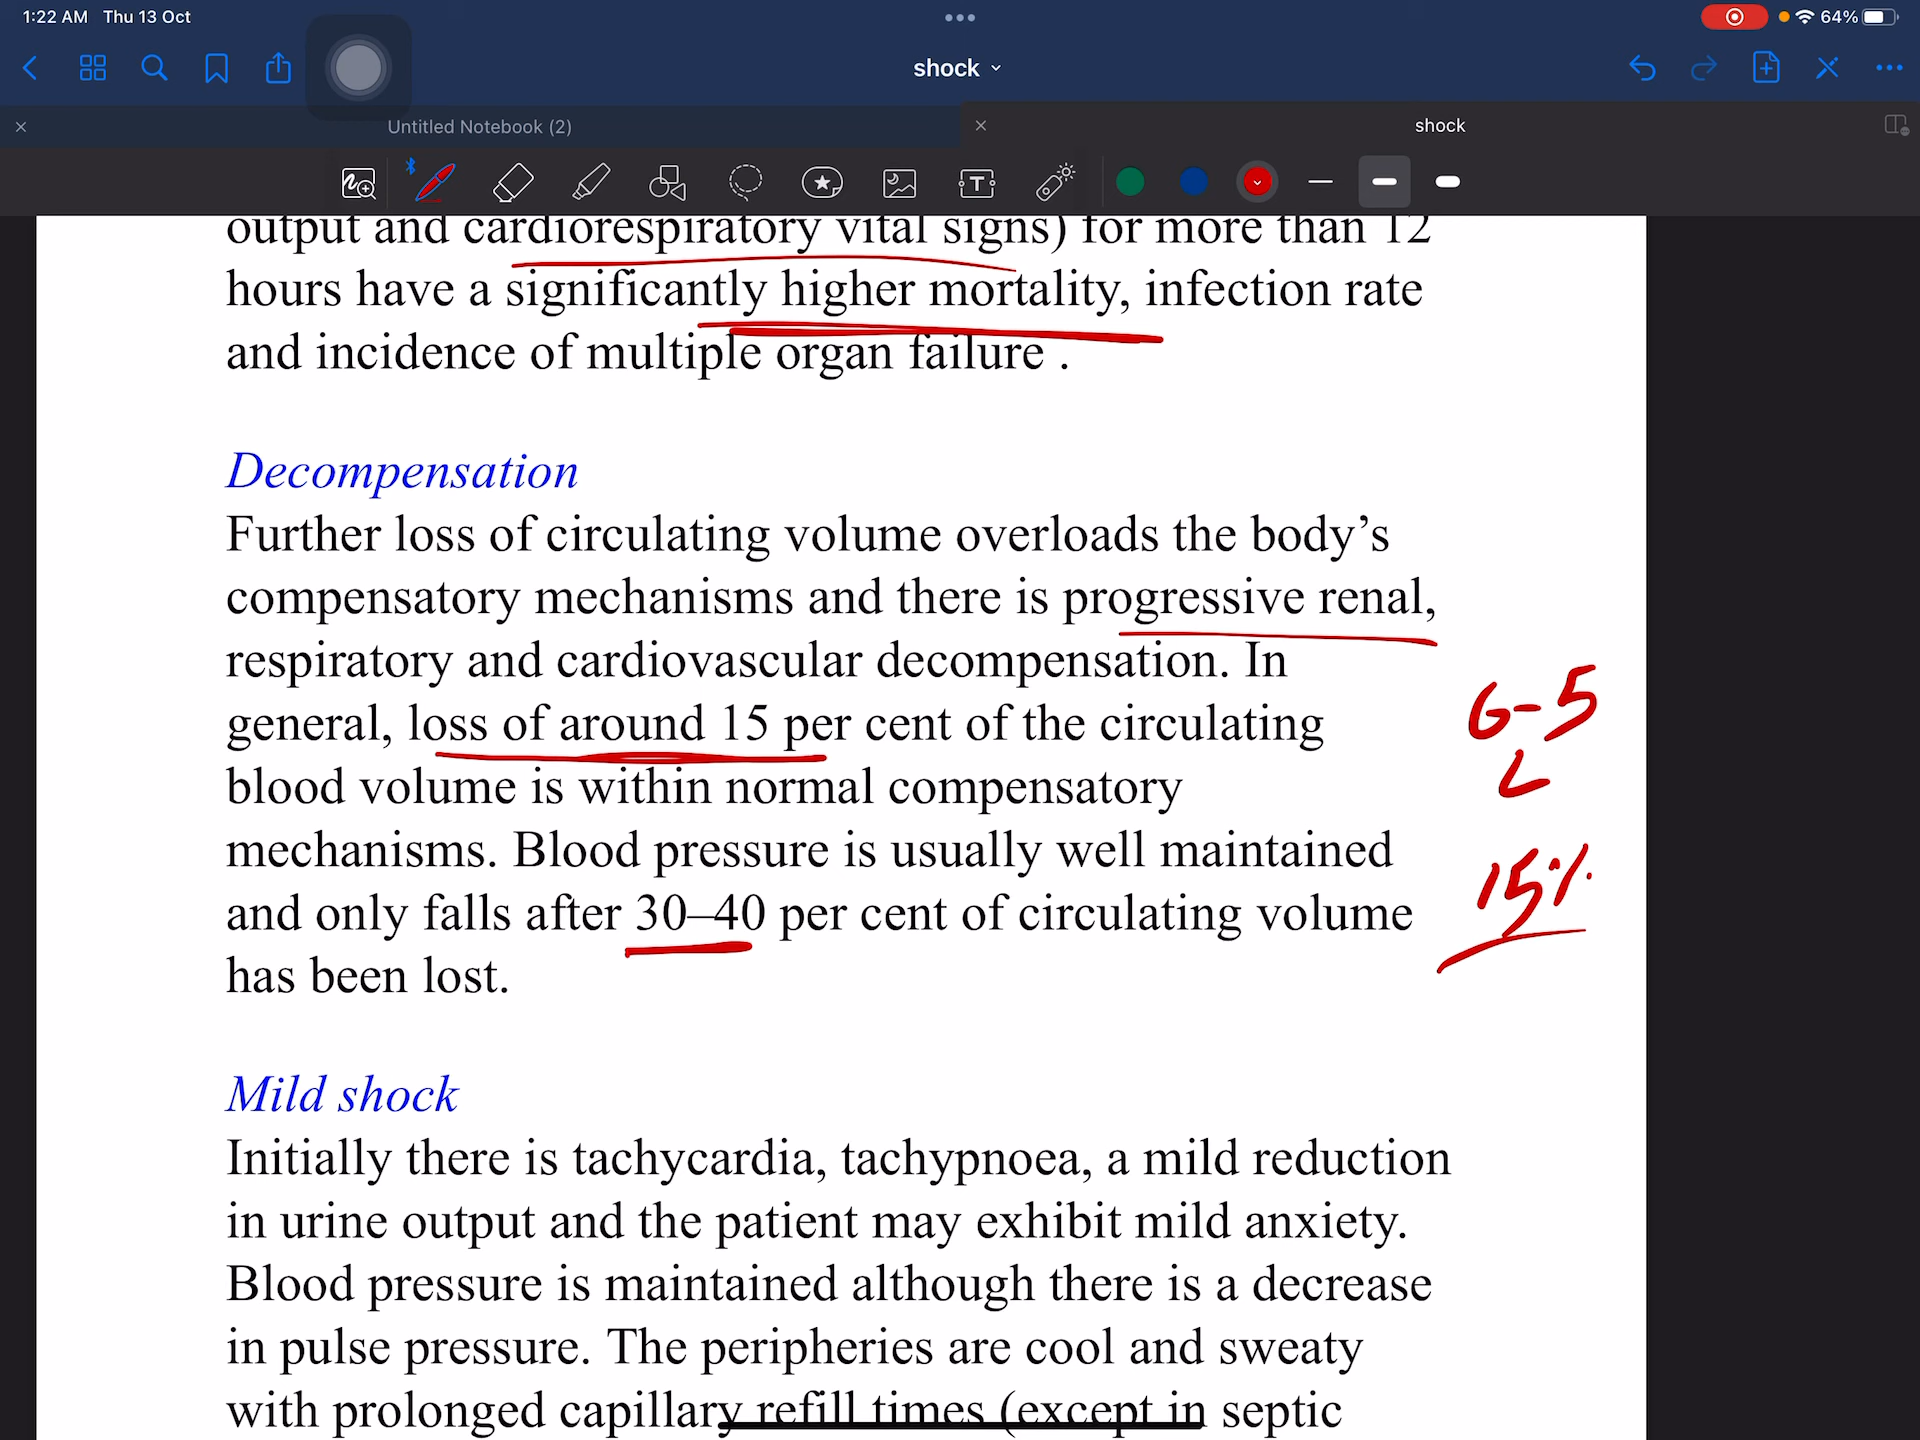 1:22 AM Thu 13 Oct
64%
shock
Untitled Notebook (2)
shock
output and cardiorespiratory vital signs) for more than 12
hours have a significantly higher mortality, infection rate
and incidence of multiple organ failure .
Decompensation
Further loss of circulating volume overloads the body’s
compensatory mechanisms and there is progressive renal,
respiratory and cardiovascular decompensation. In
general, loss of around 15 per cent of the circulating
blood volume is within normal compensatory
mechanisms. Blood pressure is usually well maintained
and only falls after 30–40 per cent of circulating volume
has been lost.
6-5
L
15%
Mild shock
Initially there is tachycardia, tachypnoea, a mild reduction
in urine output and the patient may exhibit mild anxiety.
Blood pressure is maintained although there is a decrease
in pulse pressure. The peripheries are cool and sweaty
with prolonged capillary refill times (except in septic